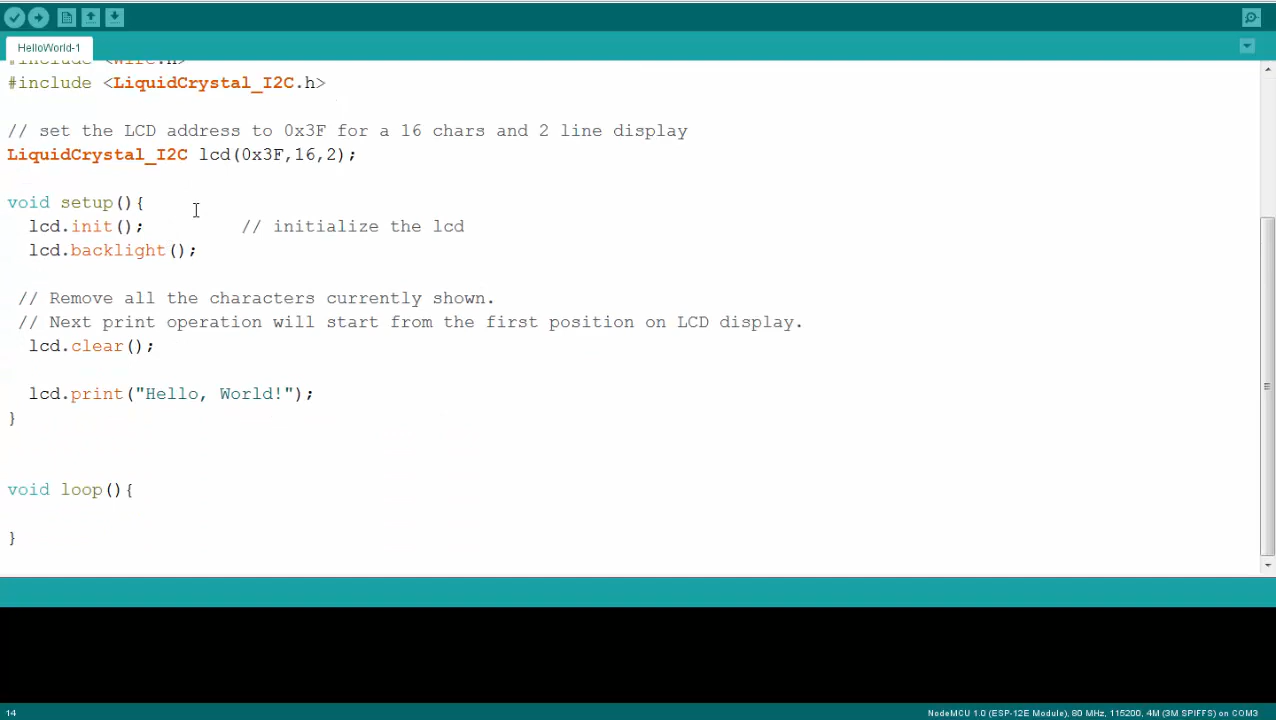 HelloWorld-1
#include <Wire.h>
#include <LiquidCrystal_I2C.h>
// set the LCD address to 0x3F for a 16 chars and 2 line display
LiquidCrystal_I2C lcd(0x3F,16,2);
void setup(){
lcd.init(); // initialize the lcd
lcd.backlight();
// Remove all the characters currently shown.
// Next print operation will start from the first position on LCD display.
lcd.clear();
lcd.print("Hello, World!");
}
void loop(){
}
14
NodeMCU 1.0 (ESP-12E Module), 80 MHz, 115200, 4M (3M SPIFFS) on COM3